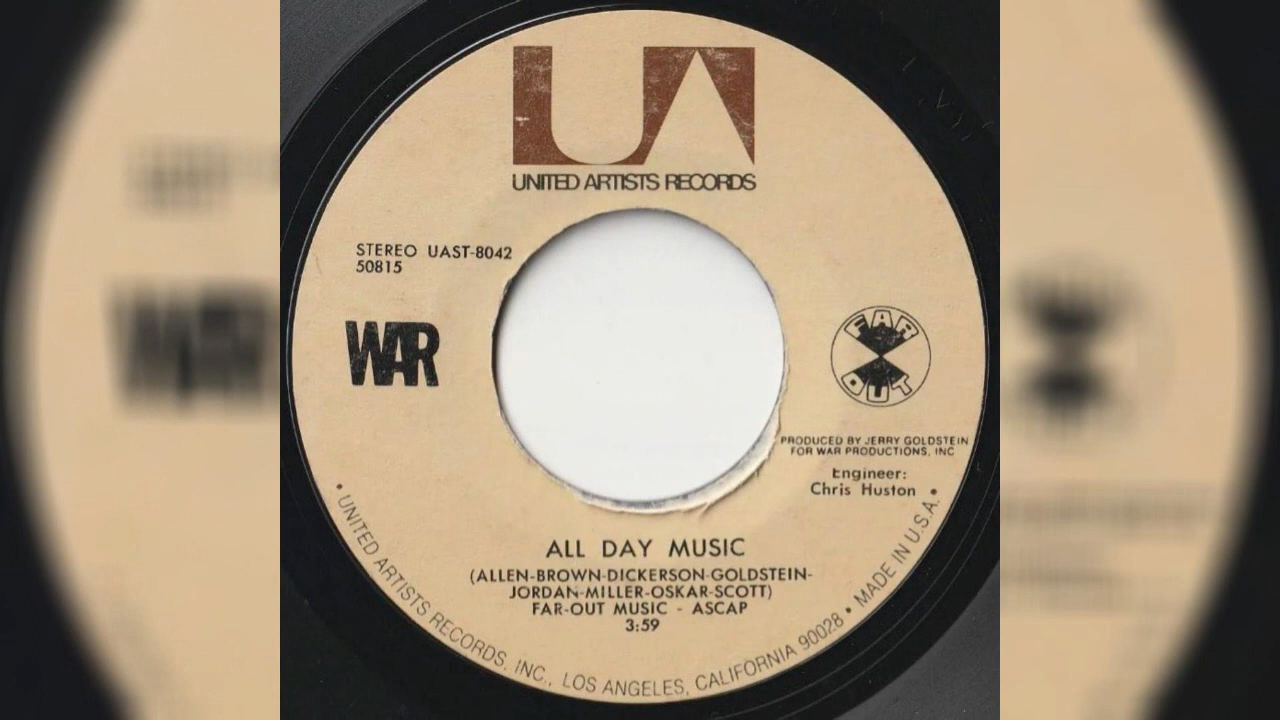 UA
UNITED ARTISTS RECORDS
STEREO UAST-8042
50815
WAR
FAR
OUT
PRODUCED BY JERRY GOLDSTEIN
FOR WAR PRODUCTIONS, INC
Engineer:
Chris Huston
ALL DAY MUSIC
(ALLEN-BROWN-DICKERSON-GOLDSTEIN-
JORDAN-MILLER-OSKAR-SCOTT)
FAR-OUT MUSIC - ASCAP
3:59
• UNITED ARTISTS RECORDS, INC., LOS ANGELES, CALIFORNIA 90028 • MADE IN U.S.A. •